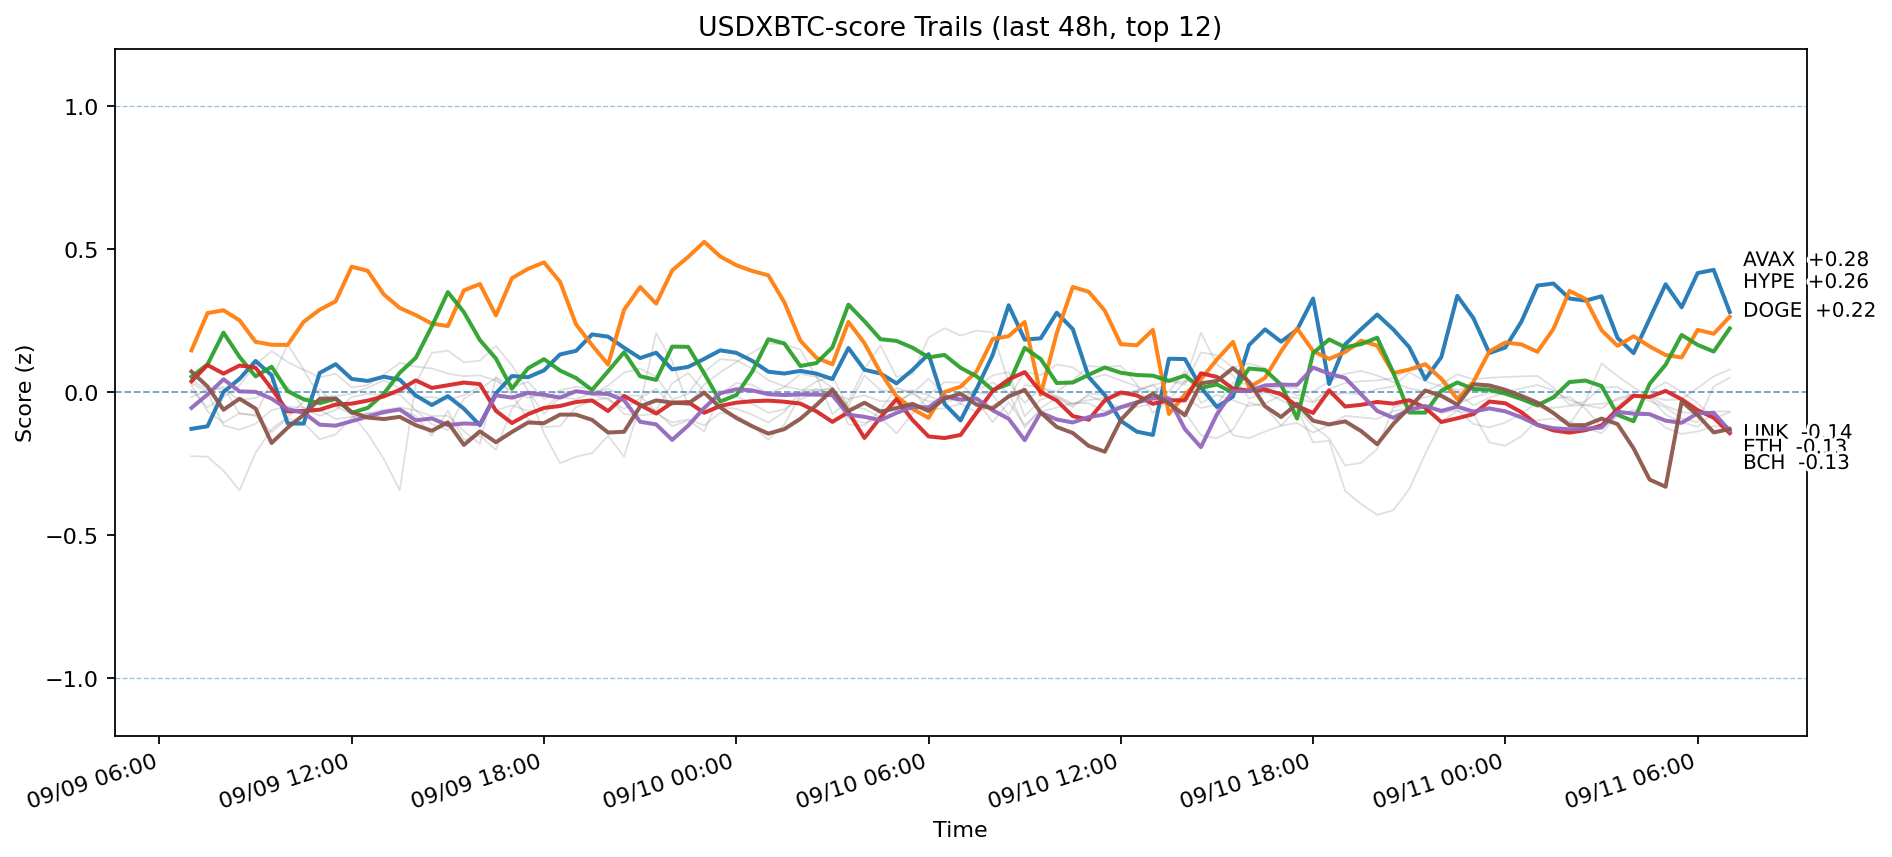 USDXBTC-score Trails (last 48h, top 12)
Score (z)
1.0
0.5
0.0
−0.5
−1.0
AVAX +0.28
HYPE +0.26
DOGE +0.22
LINK -0.14
ETH -0.13
BCH -0.13
09/09 06:00
09/09 12:00
09/09 18:00
09/10 00:00
09/10 06:00
09/10 12:00
09/10 18:00
09/11 00:00
09/11 06:00
Time